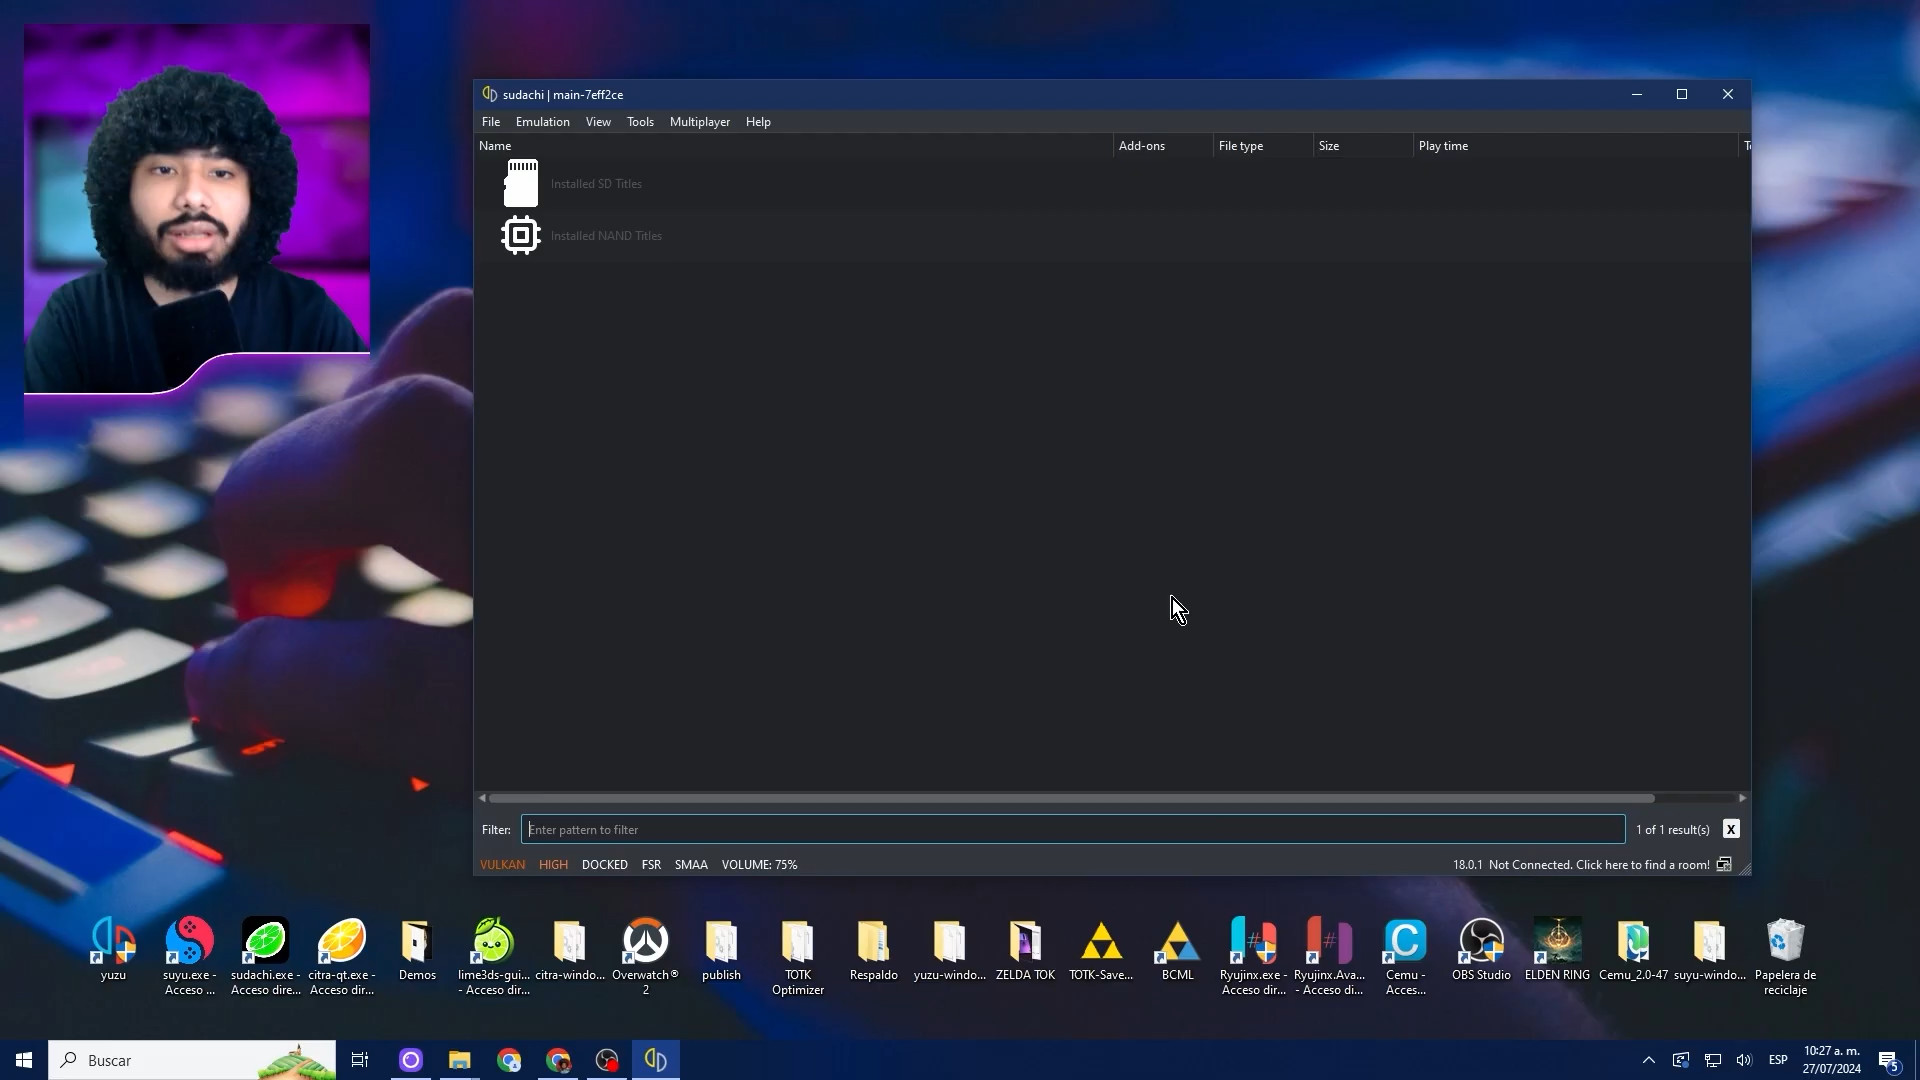 sudachi | main-7eff2ce
File Emulation View Tools Multiplayer Help
Name Add-ons File type Size Play time
Installed SD Titles
Installed NAND Titles
Filter: Enter pattern to filter 1 of 1 result(s) X
VULKAN HIGH DOCKED FSR SMAA VOLUME: 75% 18.0.1 Not Connected. Click here to find a room!
yuzu
suyu.exe -
Acceso ...
sudachi.exe -
Acceso dire...
citra-qt.exe -
Acceso dir...
Demos
lime3ds-gui...
- Acceso dir...
citra-windo...
Overwatch®
2
publish
TOTK
Optimizer
Respaldo
yuzu-windo...
ZELDA TOK
TOTK-Save...
BCML
Ryujinx.exe -
Acceso dir...
Ryujinx.Ava...
- Acceso di...
Cemu -
Acces...
OBS Studio
ELDEN RING
Cemu_2.0-47
suyu-windo...
Papelera de
reciclaje
Buscar
ESP
10:27 a. m.
27/07/2024
5